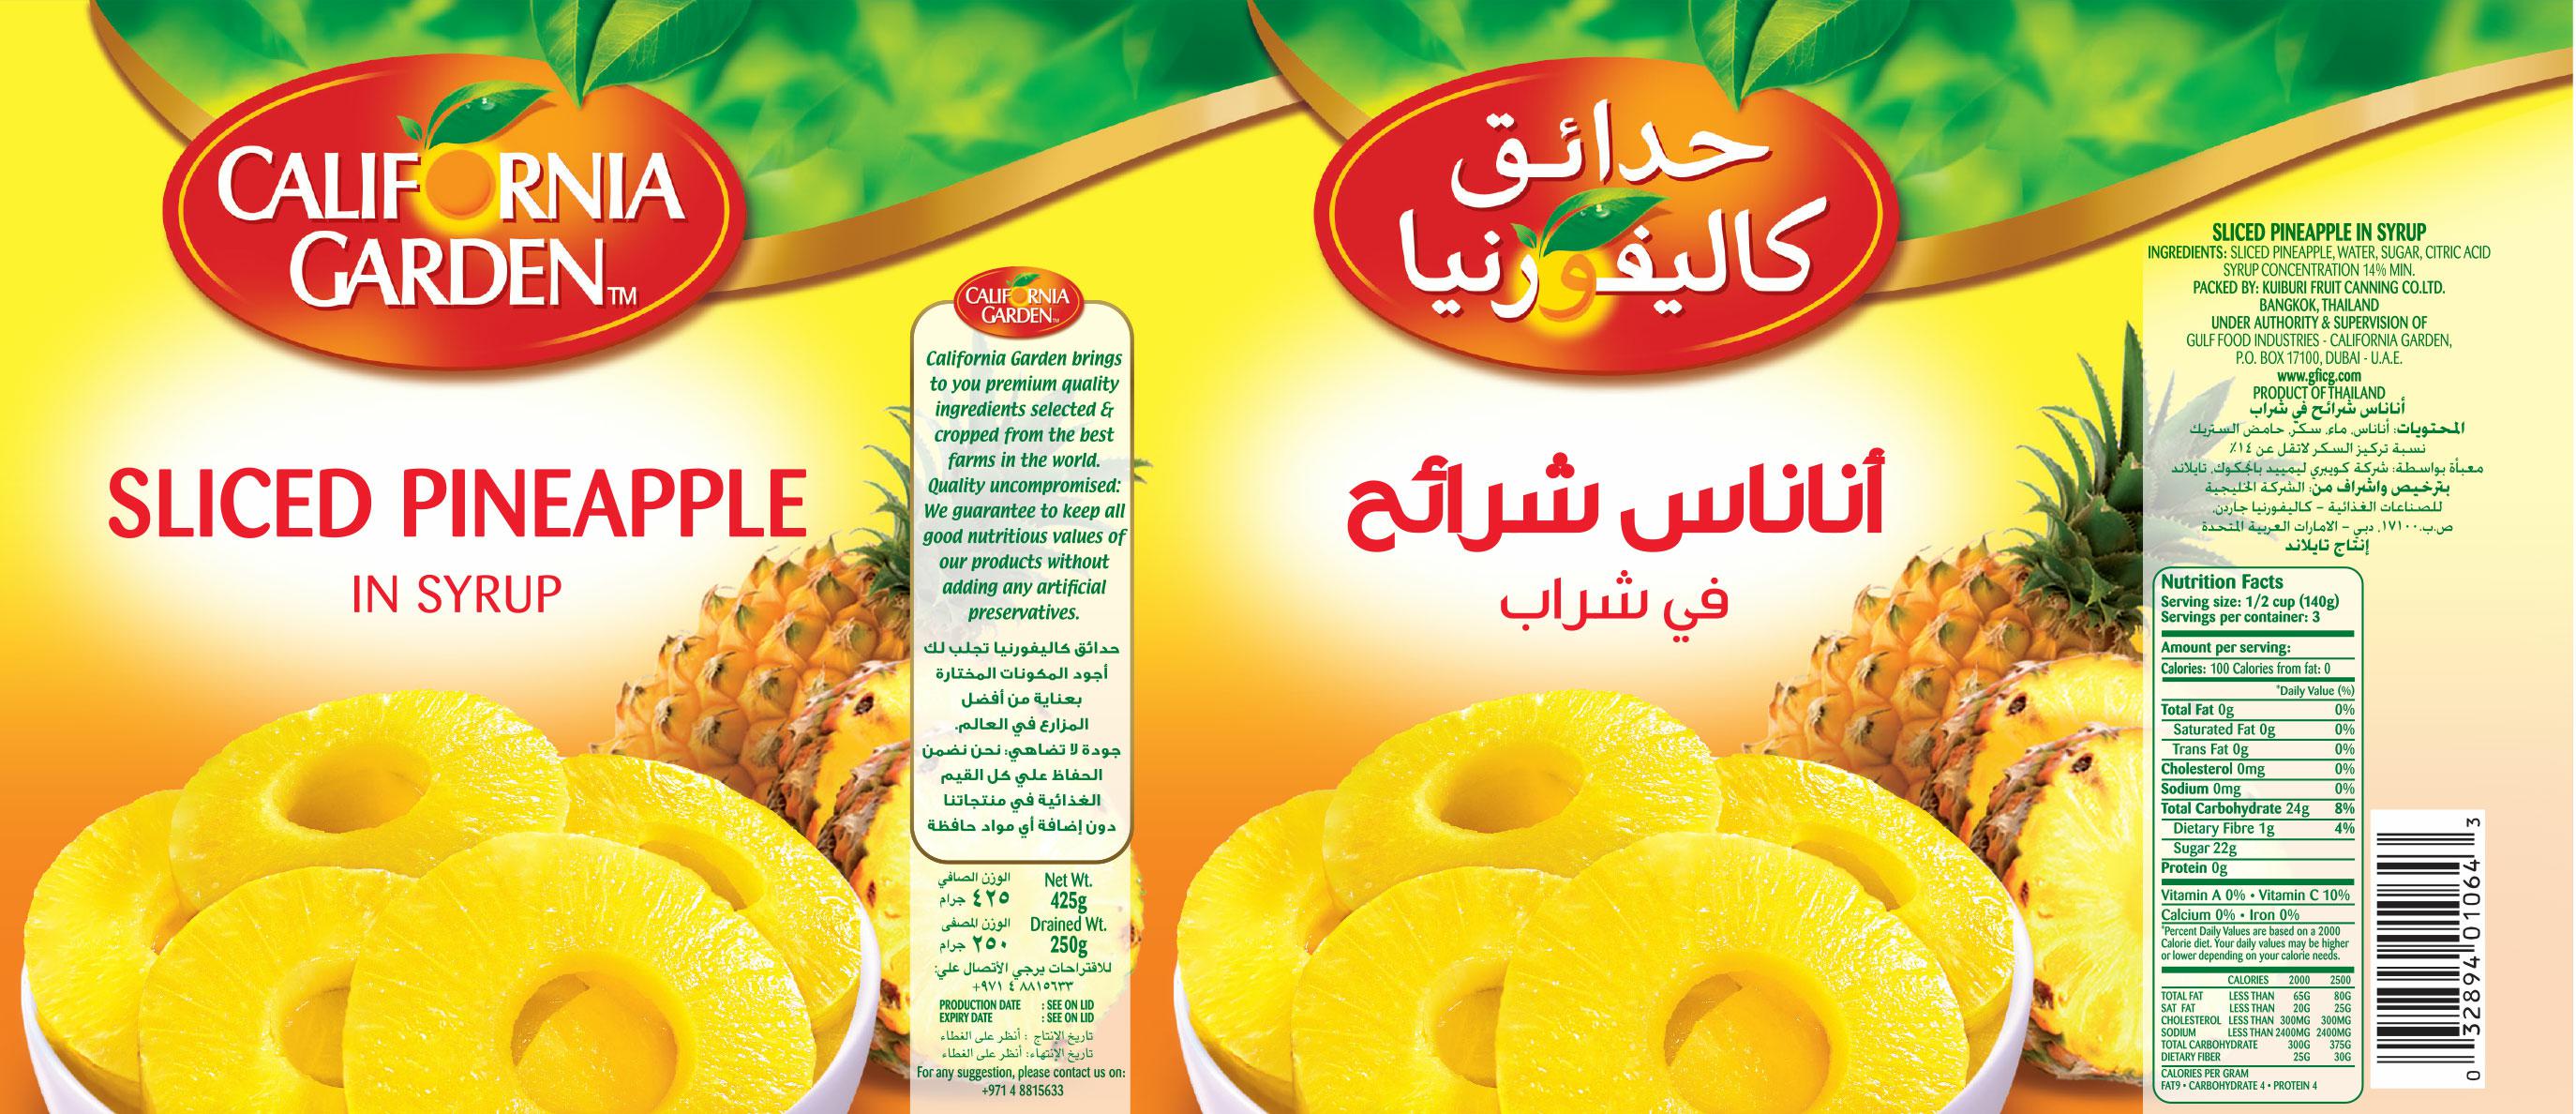 CALIFORNIA
GARDEN™
SLICED PINEAPPLE
IN SYRUP
CALIFORNIA
GARDEN™
California Garden brings
to you premium quality
ingredients selected &
cropped from the best
farms in the world.
Quality uncompromised:
We guarantee to keep all
good nutritious values of
our products without
adding any artificial
preservatives.
حدائق كاليفورنيا تجلب لك
أجود المكونات المختارة
بعناية من أفضل
المزارع في العالم.
جودة لا تضاهي: نحن نضمن
الحفاظ علي كل القيم
الغذائية في منتجاتنا
دون إضافة أي مواد حافظة
Net Wt. الوزن الصافي
425g ٤٢٥ جرام
Drained Wt. الوزن المصفى
250g ٢٥٠ جرام
للاقتراحات يرجي الأتصال علي:
+٩٧١ ٤ ٨٨١٥٦٣٣
PRODUCTION DATE : SEE ON LID
EXPIRY DATE : SEE ON LID
تاريخ الإنتاج : أنظر على الغطاء
تاريخ الإنتهاء: أنظر على الغطاء
For any suggestion, please contact us on:
+971 4 8815633
حدائق
كاليفورنيا
أناناس شرائح
في شراب
SLICED PINEAPPLE IN SYRUP
INGREDIENTS: SLICED PINEAPPLE, WATER, SUGAR, CITRIC ACID
SYRUP CONCENTRATION 14% MIN.
PACKED BY: KUIBURI FRUIT CANNING CO.LTD.
BANGKOK, THAILAND
UNDER AUTHORITY & SUPERVISION OF
GULF FOOD INDUSTRIES - CALIFORNIA GARDEN,
P.O. BOX 17100, DUBAI - U.A.E.
www.gficg.com
PRODUCT OF THAILAND
أناناس شرائح في شراب
المحتويات: أناناس، ماء، سكر، حامض الستريك
نسبة تركيز السكر لاتقل عن ١٤٪
معبأة بواسطة: شركة كويبري ليمييد بانجكوك، تايلاند
بترخيص واشراف من: الشركة الخليجية
للصناعات الغذائية - كاليفورنيا جاردن،
ص.ب.١٧١٠٠، دبي - الامارات العربية المتحدة
إنتاج تايلاند
Nutrition Facts
Serving size: 1/2 cup (140g)
Servings per container: 3
Amount per serving:
Calories: 100 Calories from fat: 0
*Daily Value (%)
Total Fat 0g 0%
Saturated Fat 0g 0%
Trans Fat 0g 0%
Cholesterol 0mg 0%
Sodium 0mg 0%
Total Carbohydrate 24g 8%
Dietary Fibre 1g 4%
Sugar 22g
Protein 0g
Vitamin A 0% • Vitamin C 10%
Calcium 0% • Iron 0%
*Percent Daily Values are based on a 2000
Calorie diet. Your daily values may be higher
or lower depending on your calorie needs.
CALORIES 2000 2500
TOTAL FAT LESS THAN 65G 80G
SAT FAT LESS THAN 20G 25G
CHOLESTEROL LESS THAN 300MG 300MG
SODIUM LESS THAN 2400MG 2400MG
TOTAL CARBOHYDRATE 300G 375G
DIETARY FIBER 25G 30G
CALORIES PER GRAM
FAT9 • CARBOHYDRATE 4 • PROTEIN 4
0 32894 01064 3